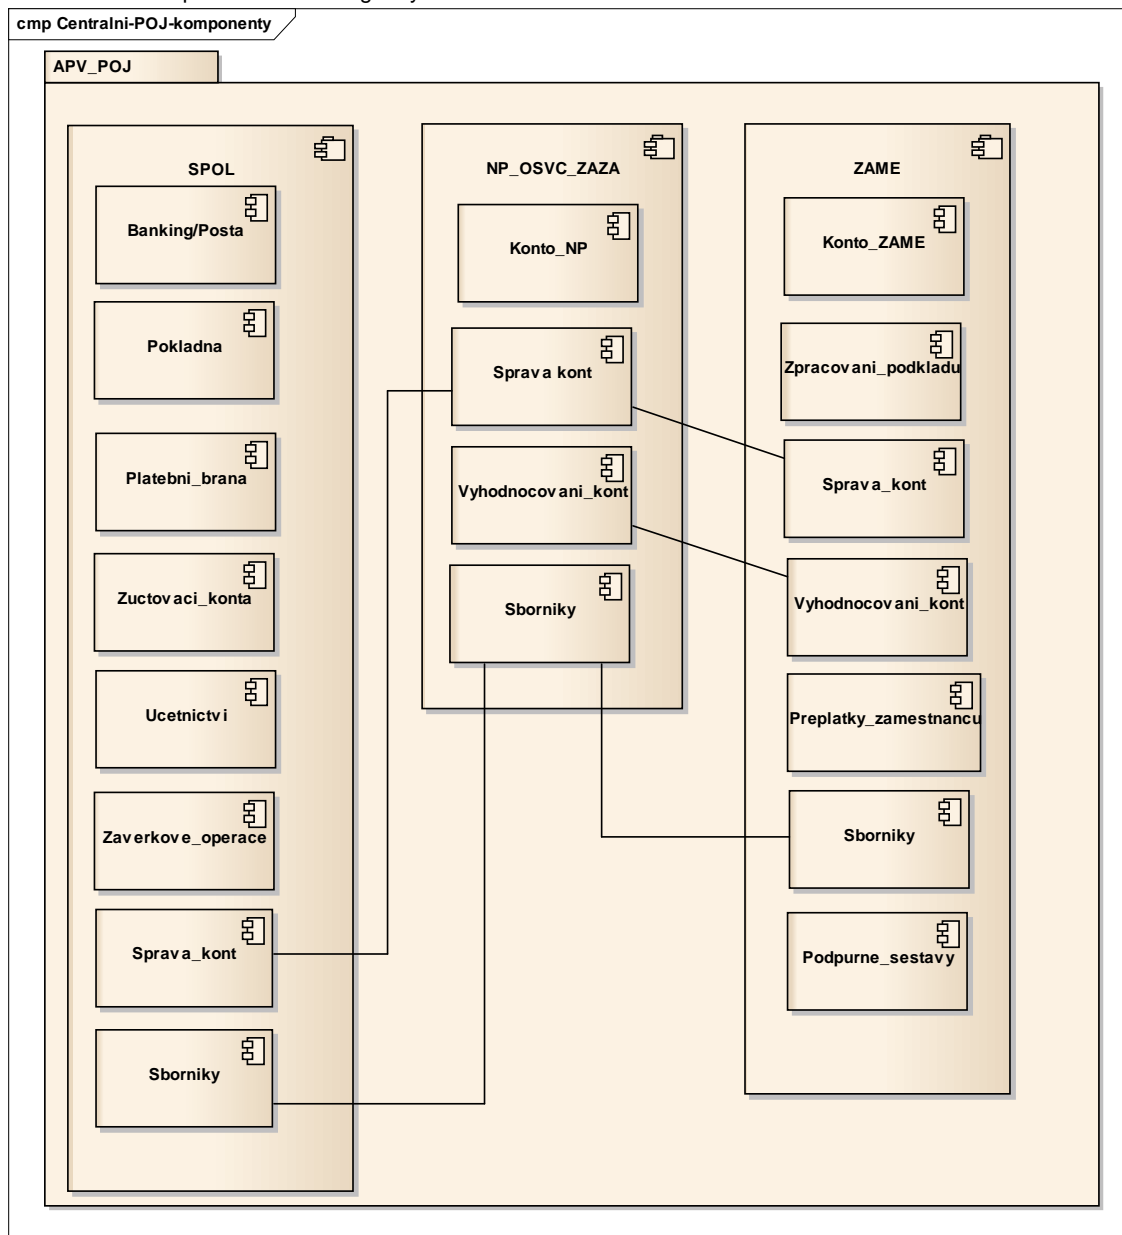 cmp Centralni-POJ-komponenty
APV_POJ
SPOL
Banking/Posta
Pokladna
Platebni_brana
Zuctovaci_konta
Ucetnictvi
Zaverkove_operace
Sprava_kont
Sborniky
NP_OSVC_ZAZA
Konto_NP
Sprava kont
Vyhodnocovani_kont
Sborniky
ZAME
Konto_ZAME
Zpracovani_podkladu
Sprava_kont
Vyhodnocovani_kont
Preplatky_zamestnancu
Sborniky
Podpurne_sestavy